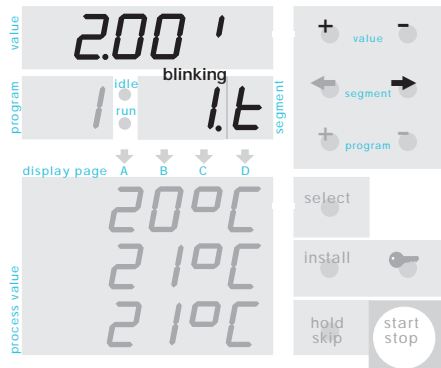 value
2.00 '
+ -
value
blinking
program
1
idle
run
1.t
segment
segment
+ -
program
display page A B C D
process value
20°C
21°C
21°C
select
install
hold
skip
start
stop